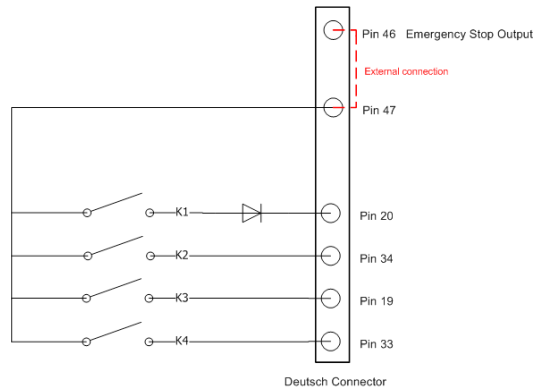 Pin 46 Emergency Stop Output
External connection
Pin 47
K1
Pin 20
K2
Pin 34
K3
Pin 19
K4
Pin 33
Deutsch Connector